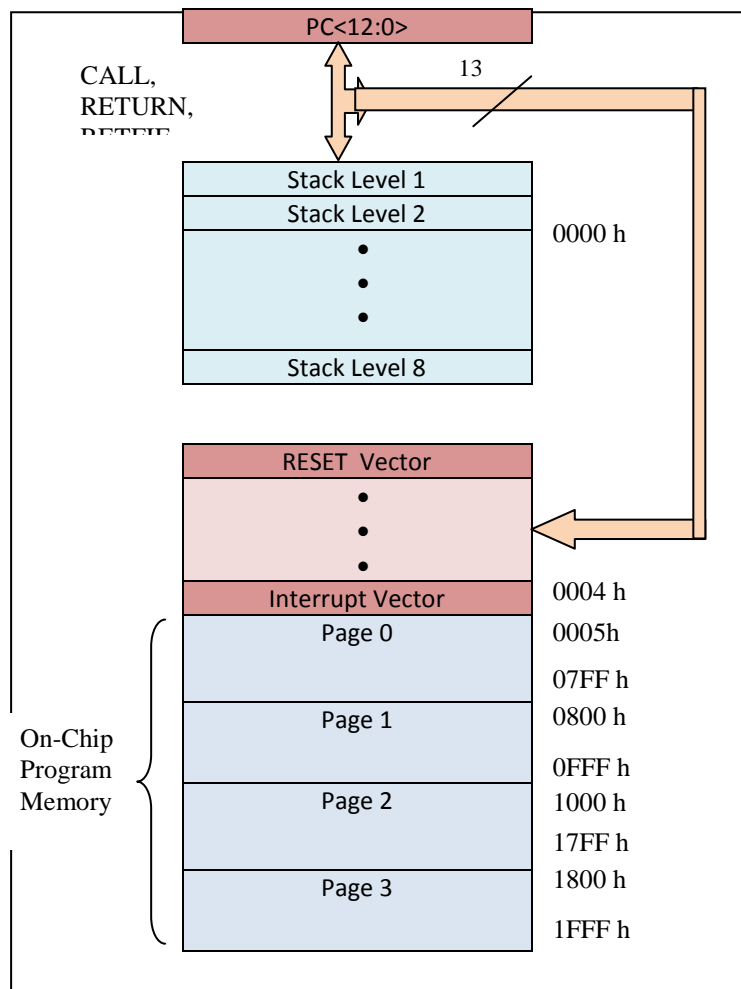 PC<12:0>
13
CALL,
RETURN,
RETFIE
Stack Level 1
Stack Level 2
0000 h
Stack Level 8
RESET Vector
Interrupt Vector
0004 h
Page 0
0005h
07FF h
Page 1
0800 h
On-Chip
Program
Memory
0FFF h
Page 2
1000 h
17FF h
Page 3
1800 h
1FFF h